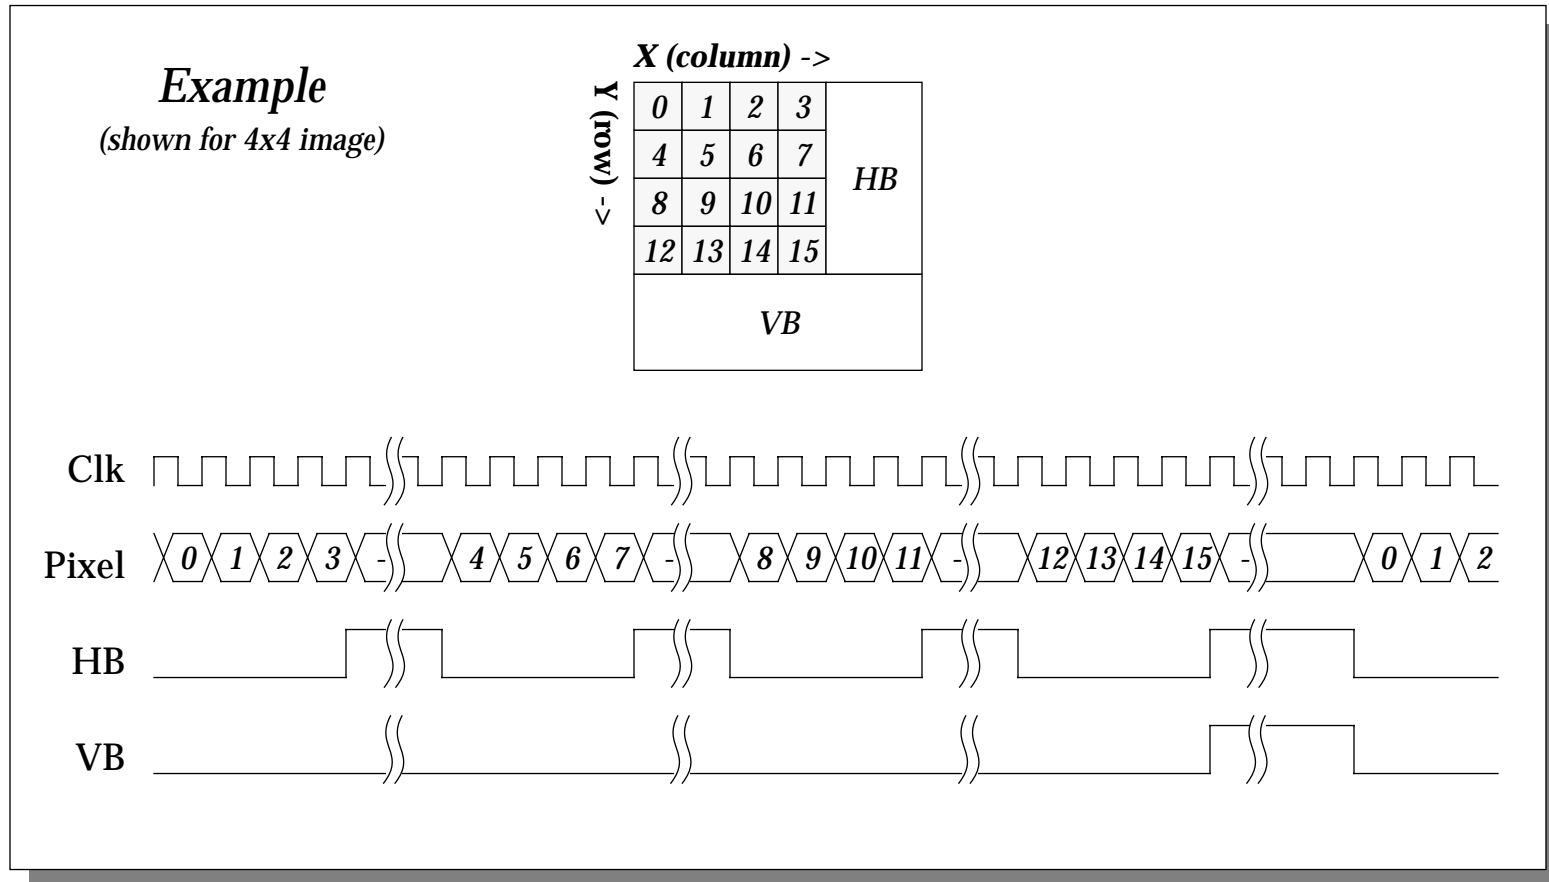 Example
(shown for 4x4 image)
X (column) ->
Y (row) ->
0 1 2 3
4 5 6 7
8 9 10 11
12 13 14 15
HB
VB
Clk
Pixel 0 1 2 3 - 4 5 6 7 - 8 9 10 11 - 12 13 14 15 - 0 1 2
HB
VB